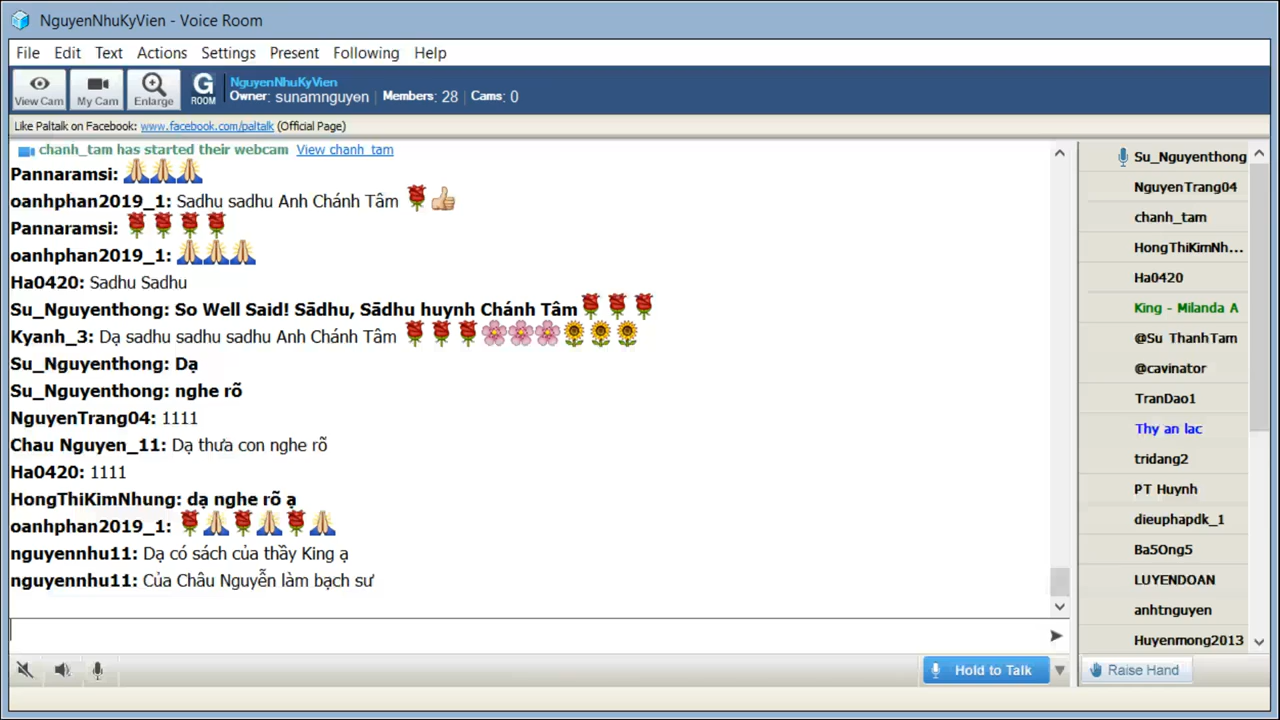 NguyenNhuKyVien - Voice Room
File Edit Text Actions Settings Present Following Help
View Cam My Cam Enlarge G ROOM
NguyenNhuKyVien
Owner: sunamnguyen | Members: 28 | Cams: 0
Like Paltalk on Facebook: www.facebook.com/paltalk (Official Page)
chanh_tam has started their webcam View chanh_tam
Pannaramsi:
oanhphan2019_1: Sadhu sadhu Anh Chánh Tâm
Pannaramsi:
oanhphan2019_1:
Ha0420: Sadhu Sadhu
Su_Nguyenthong: So Well Said! Sādhu, Sādhu huynh Chánh Tâm
Kyanh_3: Dạ sadhu sadhu sadhu Anh Chánh Tâm
Su_Nguyenthong: Dạ
Su_Nguyenthong: nghe rõ
NguyenTrang04: 1111
Chau Nguyen_11: Dạ thưa con nghe rõ
Ha0420: 1111
HongThiKimNhung: dạ nghe rõ ạ
oanhphan2019_1:
nguyennhu11: Dạ có sách của thầy King ạ
nguyennhu11: Của Châu Nguyễn làm bạch sư
Su_Nguyenthong
NguyenTrang04
chanh_tam
HongThiKimNh...
Ha0420
King - Milanda A
@Su ThanhTam
@cavinator
TranDao1
Thy an lac
tridang2
PT Huynh
dieuphapdk_1
Ba5Ong5
LUYENDOAN
anhtnguyen
Huyenmong2013
Hold to Talk
Raise Hand